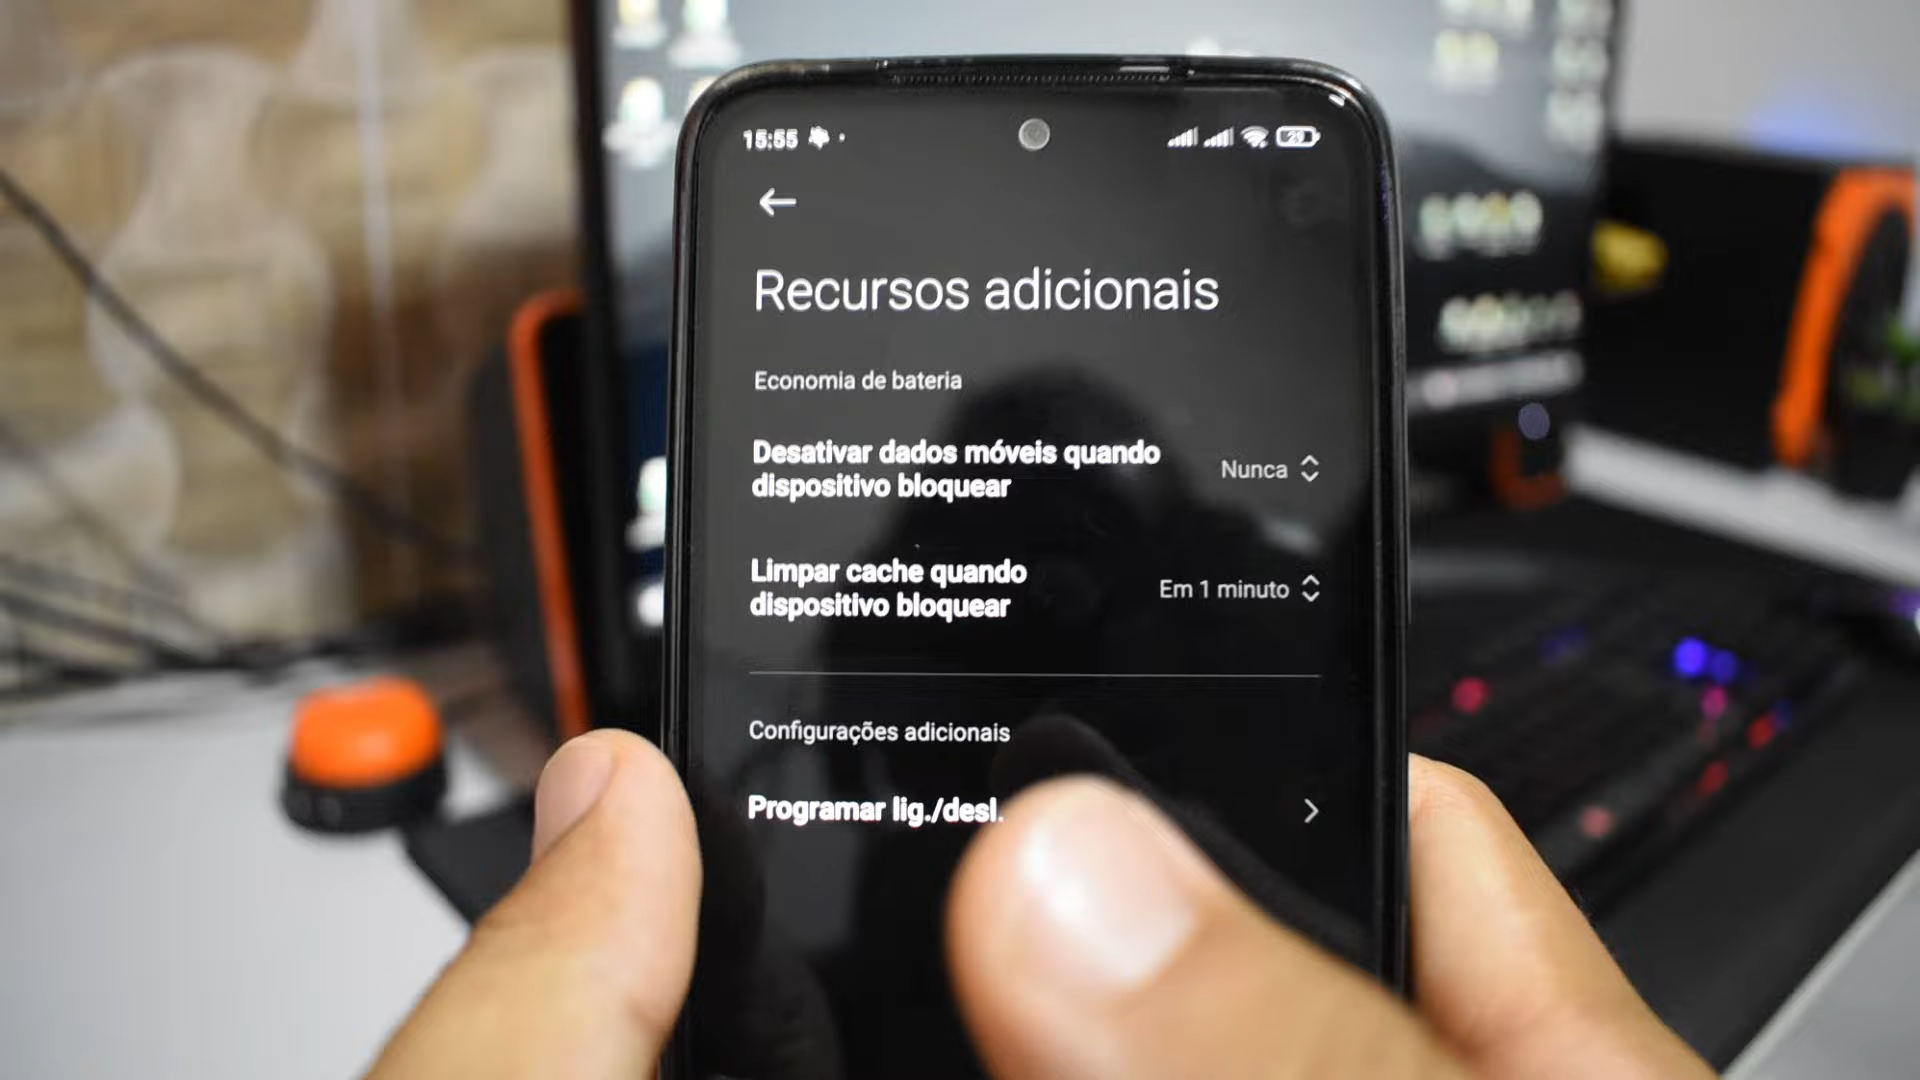 15:55
29
Recursos adicionais
Economia de bateria
Desativar dados móveis quando
dispositivo bloquear
Nunca
Limpar cache quando
dispositivo bloquear
Em 1 minuto
Configurações adicionais
Programar lig./desl.